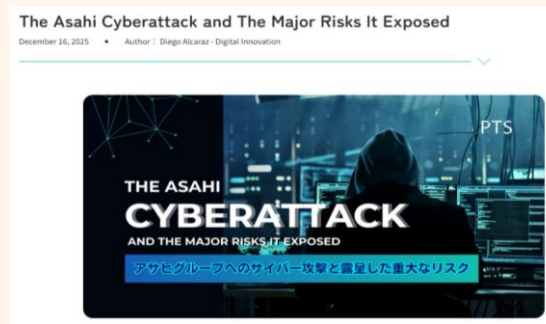 The Asahi Cyberattack and The Major Risks It Exposed
December 16, 2025 • Author : Diego Alcaraz - Digital Innovation
PTS
THE ASAHI
CYBERATTACK
AND THE MAJOR RISKS IT EXPOSED
アサヒグループへのサイバー攻撃と露呈した重大なリスク